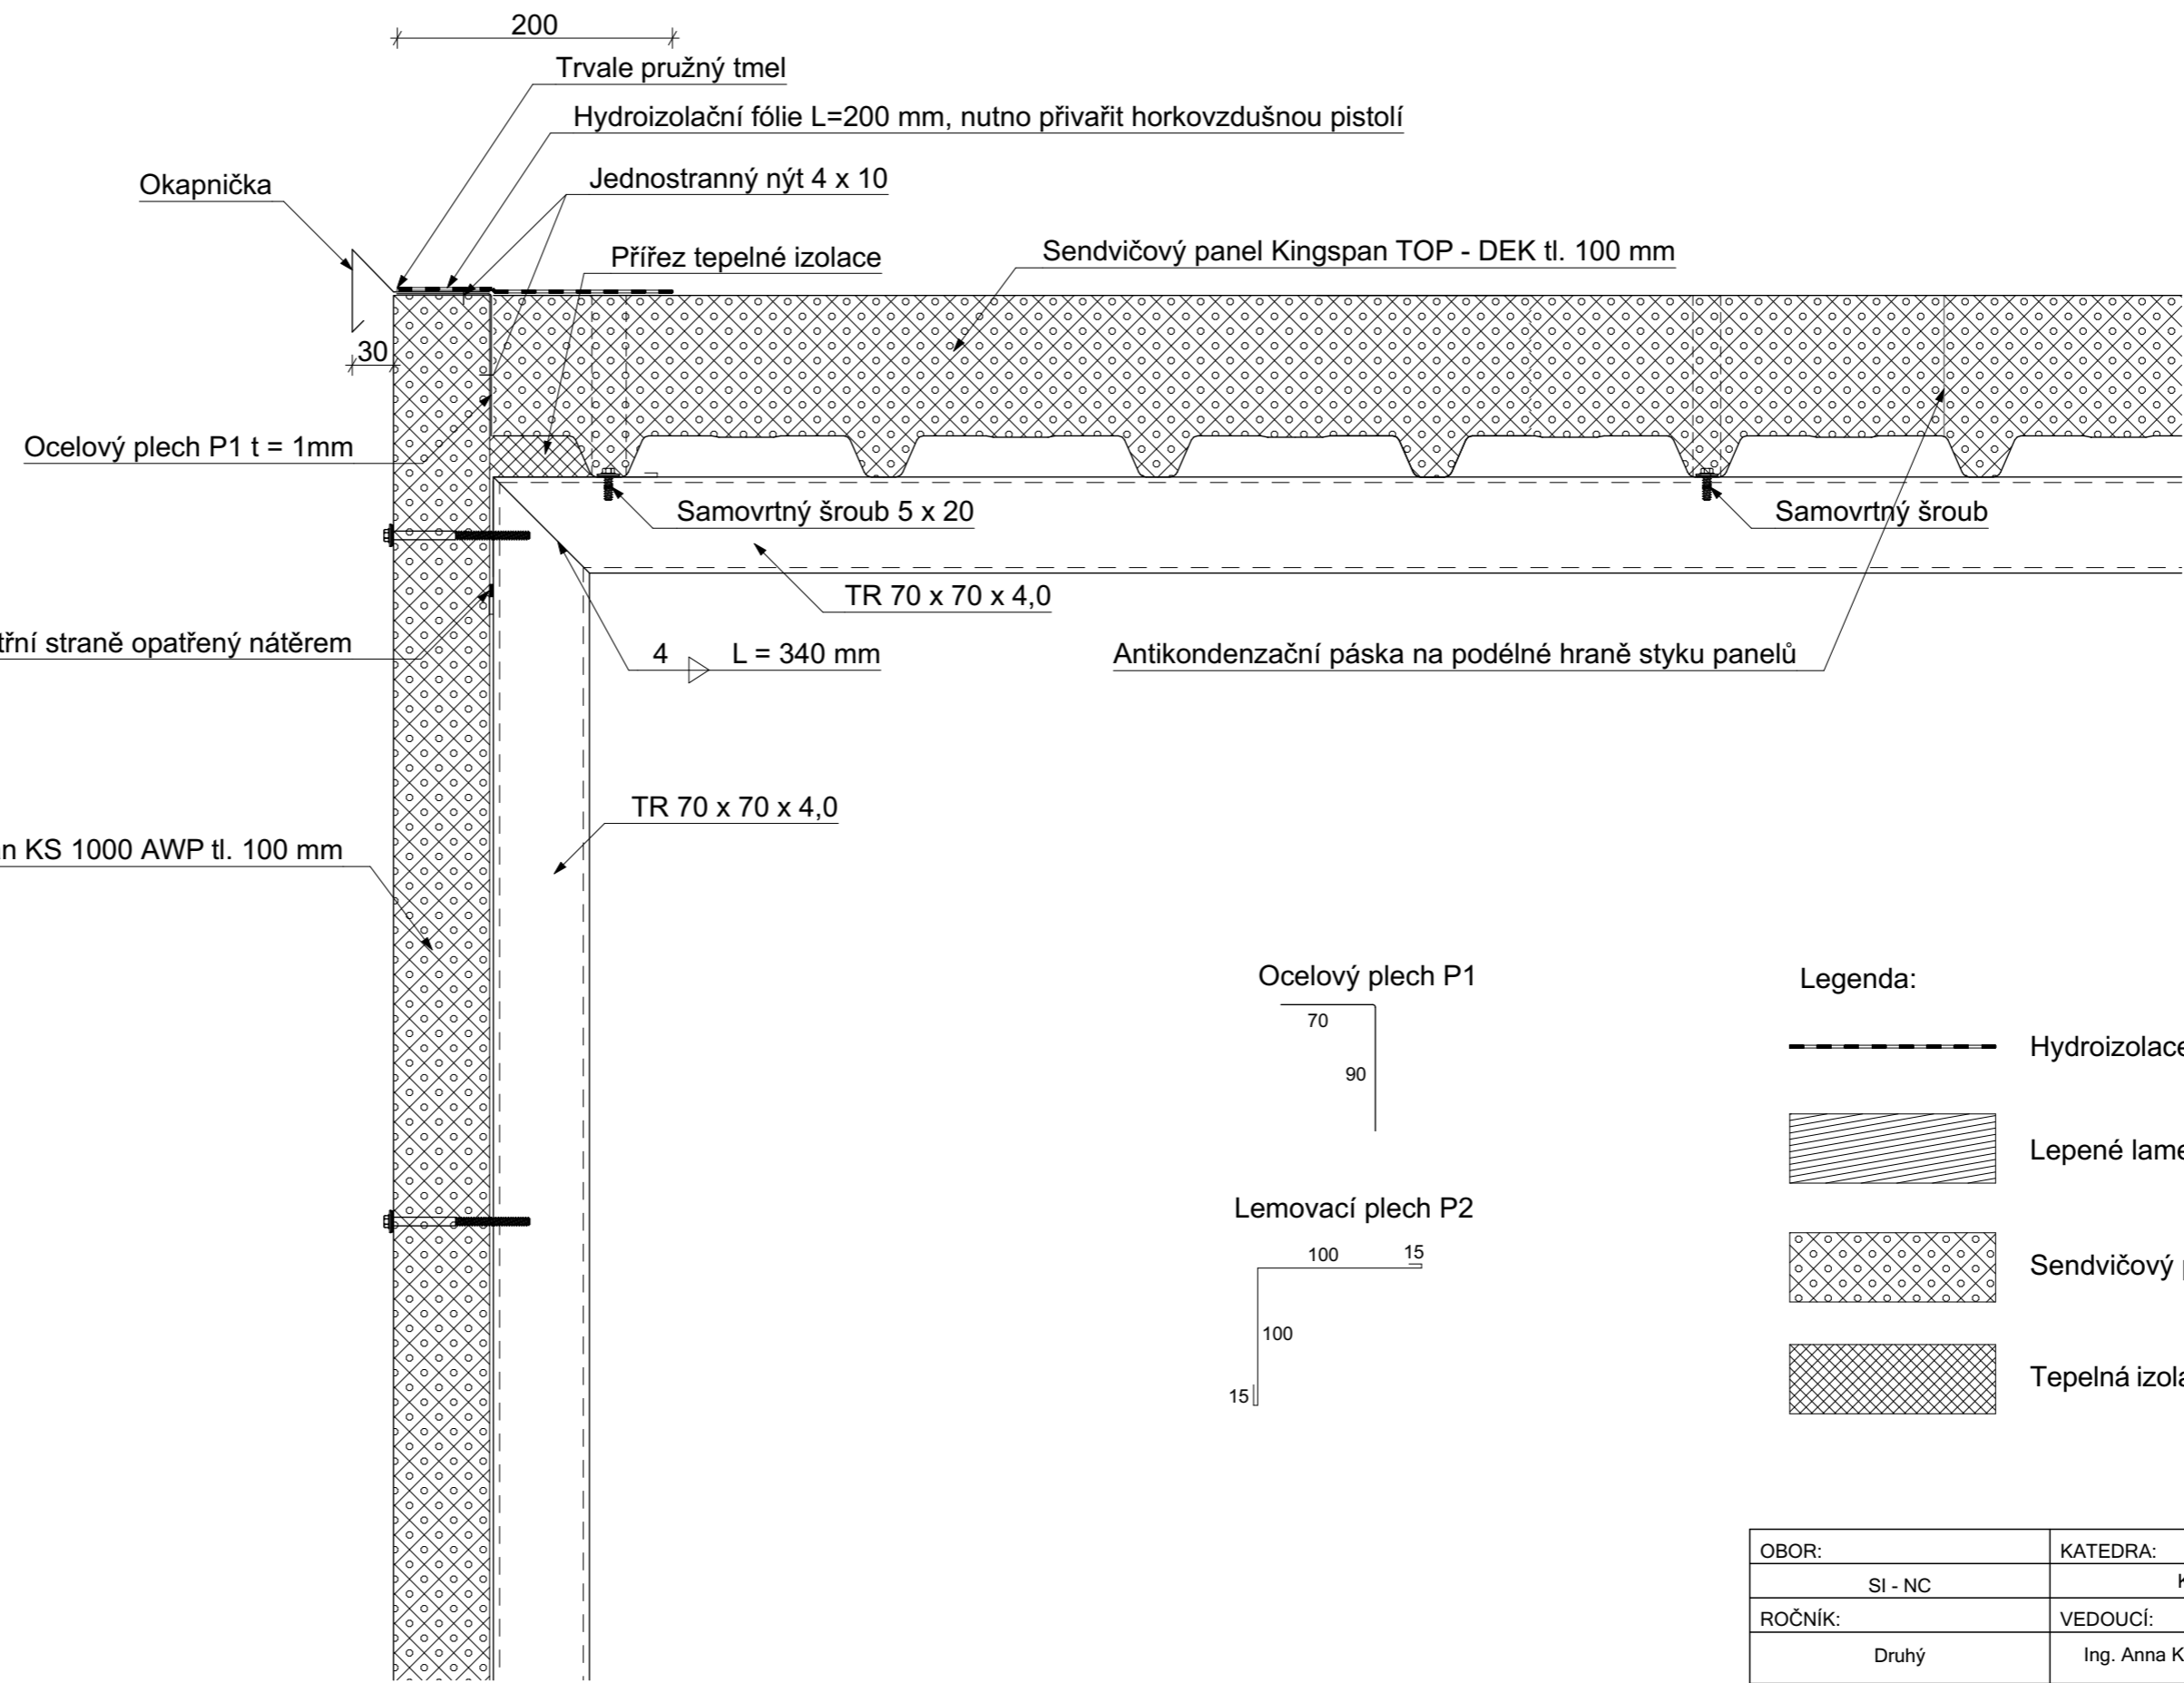 200
Trvale pružný tmel
Hydroizolační fólie L=200 mm, nutno přivařit horkovzdušnou pistolí
Okapnička
Jednostranný nýt 4 x 10
Přířez tepelné izolace
Sendvičový panel Kingspan TOP - DEK tl. 100 mm
30
Ocelový plech P1 t = 1mm
Samovrtný šroub 5 x 20
Samovrtný šroub
TR 70 x 70 x 4,0
straně opatřený nátěrem
4 L = 340 mm
Antikondenzační páska na podélné hraně styku panelů
TR 70 x 70 x 4,0
KS 1000 AWP tl. 100 mm
Ocelový plech P1
70
90
Legenda:
Hydroizolace
Lepené
Lemovací plech P2
100
15
100
15
Sendvičový
Tepelná
OBOR:
KATEDRA:
SI - NC
ROČNÍK:
VEDOUCÍ:
Druhý
Ing. Anna K